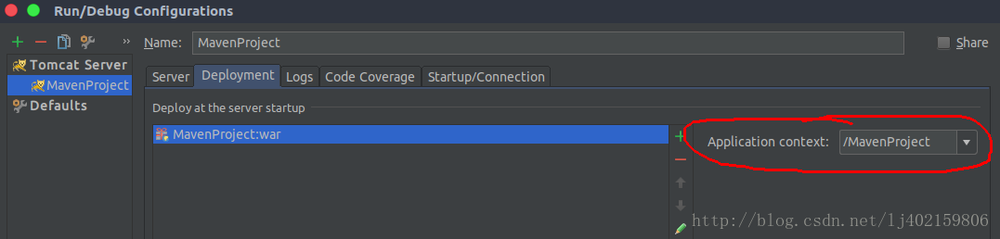 Run/Debug Configurations
»
Name: MavenProject
Share
Tomcat Server
MavenProject
Defaults
Server Deployment Logs Code Coverage Startup/Connection
Deploy at the server startup
MavenProject:war
Application context: /MavenProject
http://blog.csdn.net/lj402159806